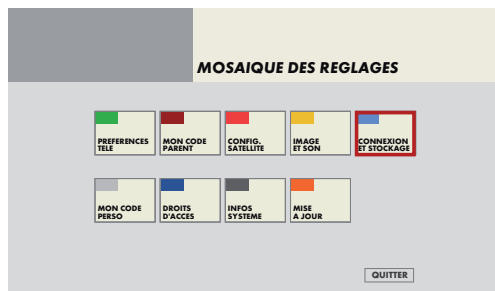 MOSAIQUE DES REGLAGES
PREFERENCES
TELE
MON CODE
PARENT
CONFIG.
SATELLITE
IMAGE
ET SON
CONNEXION
ET STOCKAGE
MON CODE
PERSO
DROITS
D'ACCES
INFOS
SYSTEME
MISE
A JOUR
QUITTER